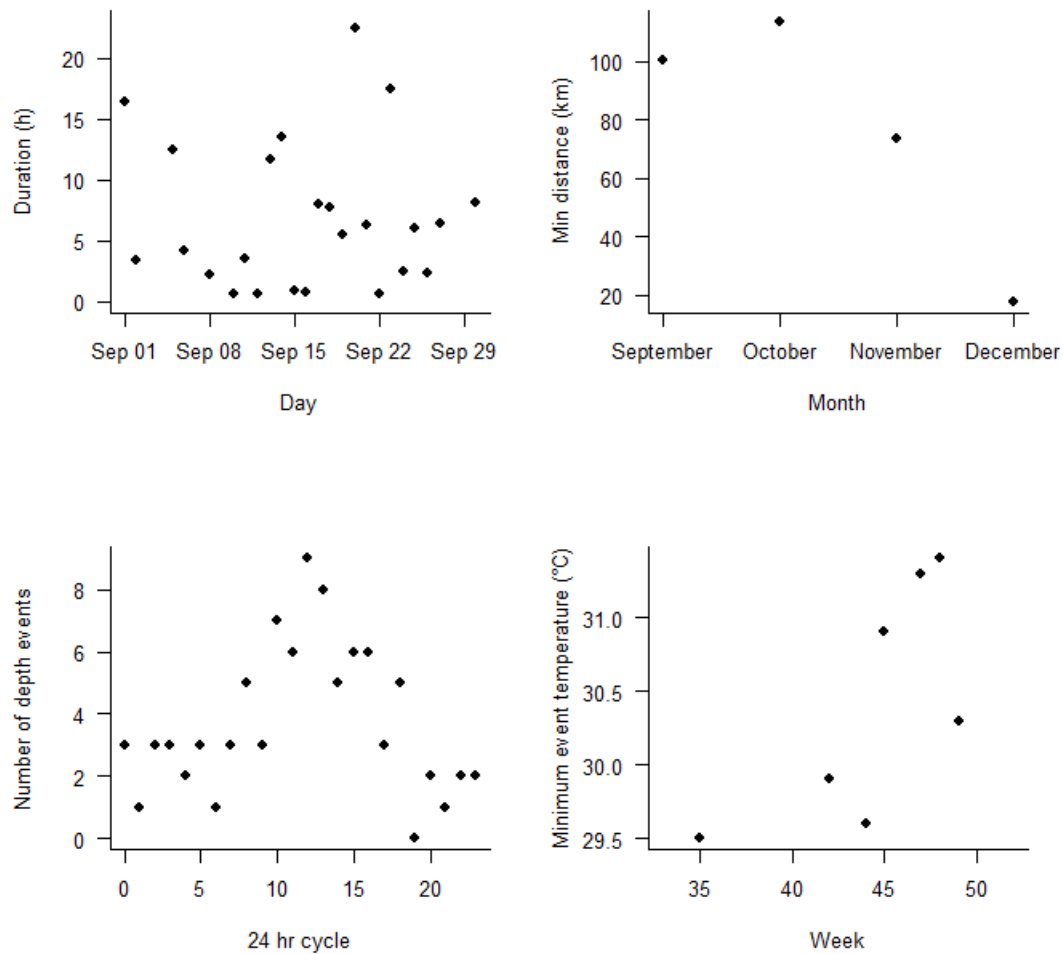 Duration (h)
20
15
10
5
0
Sep 01 Sep 08 Sep 15 Sep 22 Sep 29
Day
Min distance (km)
100
80
60
40
20
September October November December
Month
Number of depth events
8
6
4
2
0
0 5 10 15 20
24 hr cycle
Minimum event temperature (°C)
31.0
30.5
30.0
29.5
35 40 45 50
Week